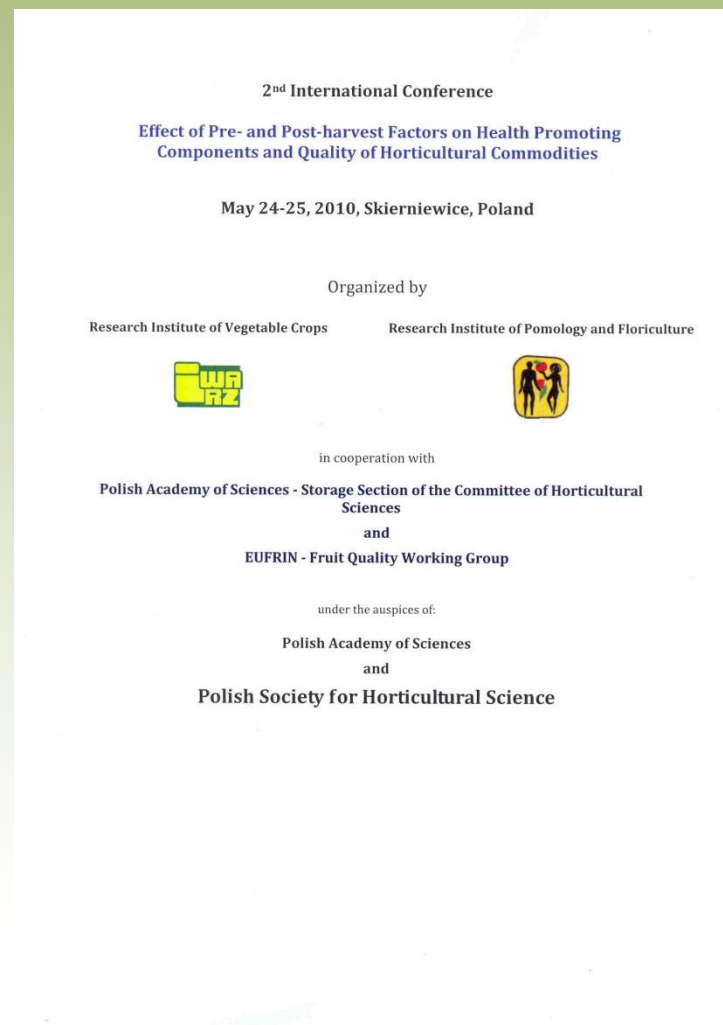 2nd International Conference
Effect of Pre- and Post-harvest Factors on Health Promoting
Components and Quality of Horticultural Commodities
May 24-25, 2010, Skierniewice, Poland
Organized by
Research Institute of Vegetable Crops
Research Institute of Pomology and Floriculture
iWARZ
in cooperation with
Polish Academy of Sciences - Storage Section of the Committee of Horticultural
Sciences
and
EUFRIN - Fruit Quality Working Group
under the auspices of:
Polish Academy of Sciences
and
Polish Society for Horticultural Science